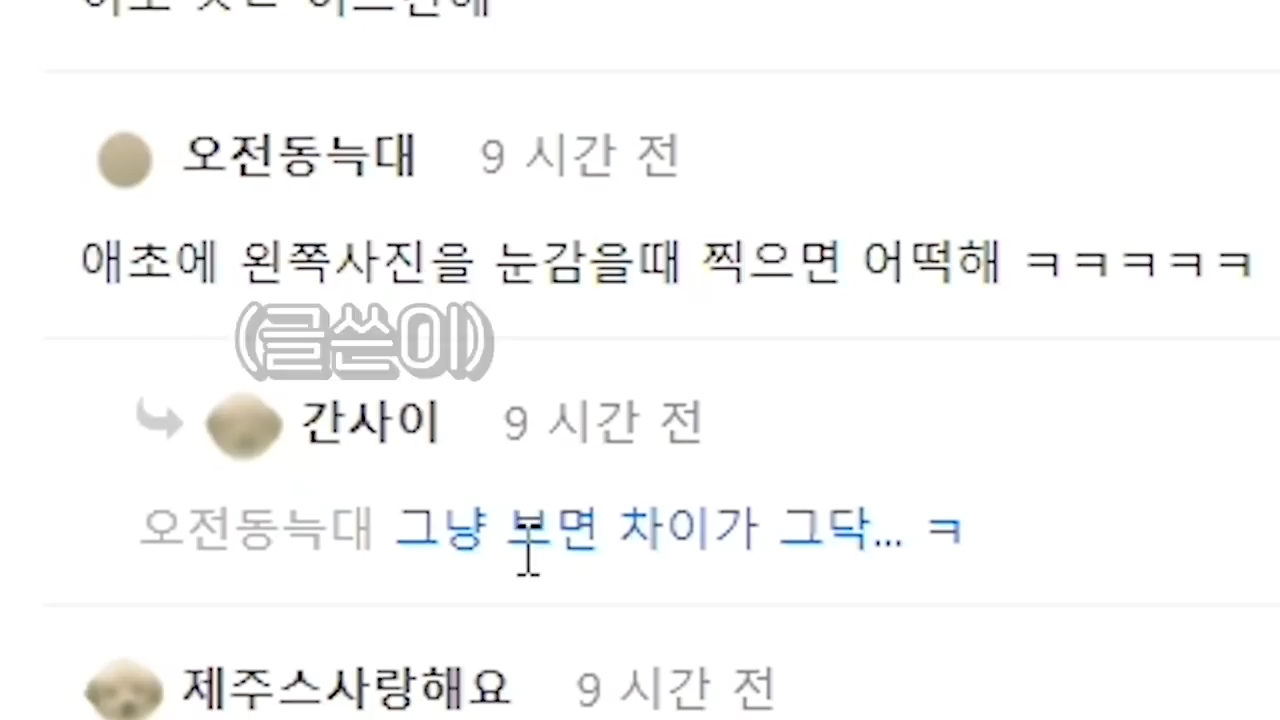 오전동늑대 9 시간 전
애초에 왼쪽사진을 눈감을때 찍으면 어떡해 ㅋㅋㅋㅋㅋ
(글쓴이)
간사이 9 시간 전
오전동늑대 그냥 보면 차이가 그닥... ㅋ
제주스사랑해요 9 시간 전